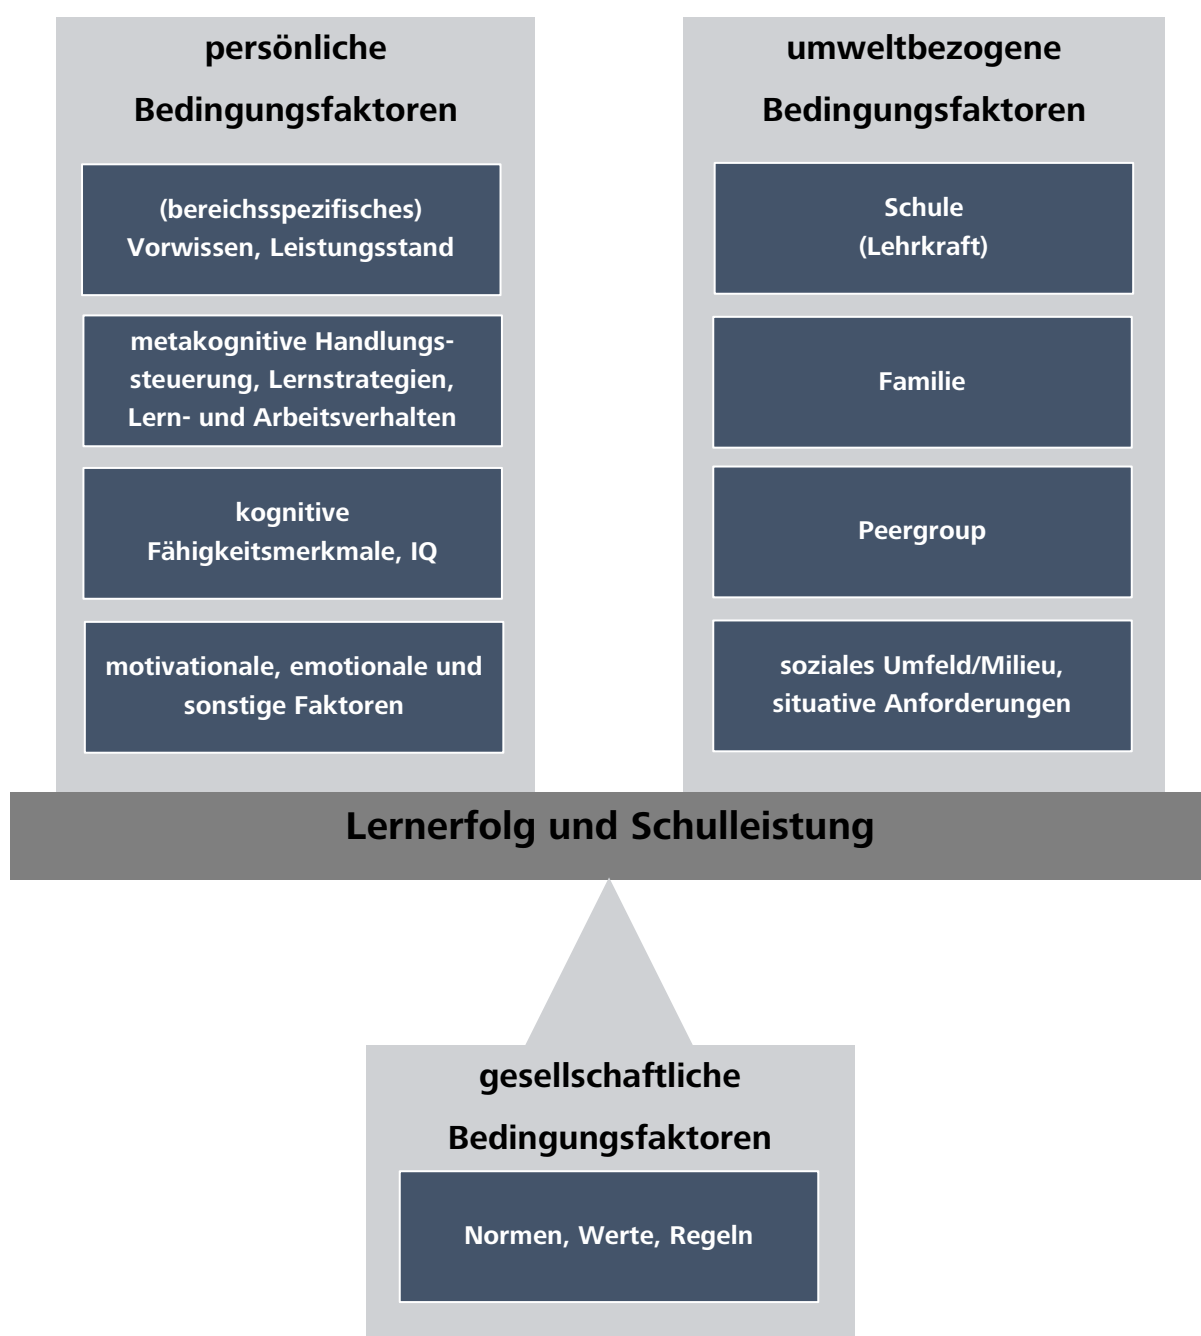 persönliche
Bedingungsfaktoren
(bereichsspezifisches)
Vorwissen, Leistungsstand
metakognitive Handlungs-
steuerung, Lernstrategien,
Lern- und Arbeitsverhalten
kognitive
Fähigkeitsmerkmale, IQ
motivationale, emotionale und
sonstige Faktoren
umweltbezogene
Bedingungsfaktoren
Schule
(Lehrkraft)
Familie
Peergroup
soziales Umfeld/Milieu,
situative Anforderungen
Lernerfolg und Schulleistung
gesellschaftliche
Bedingungsfaktoren
Normen, Werte, Regeln